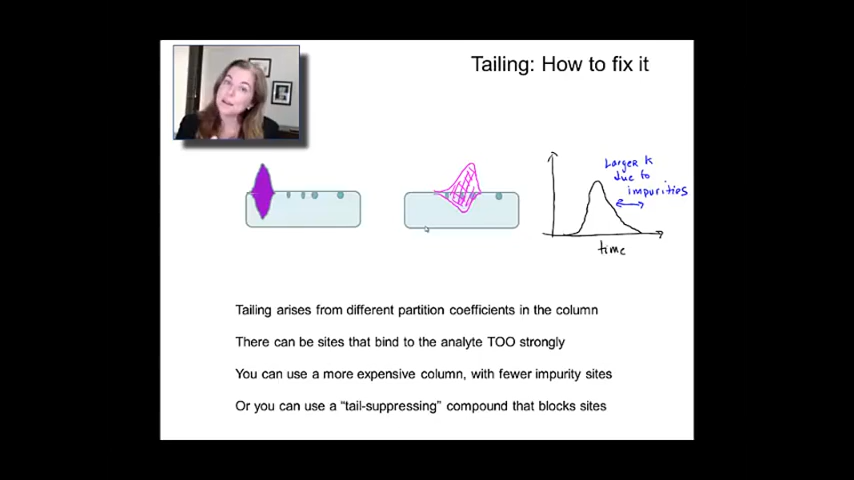 Tailing: How to fix it
Larger k
due to
impurities
time
Tailing arises from different partition coefficients in the column
There can be sites that bind to the analyte TOO strongly
You can use a more expensive column, with fewer impurity sites
Or you can use a “tail-suppressing” compound that blocks sites